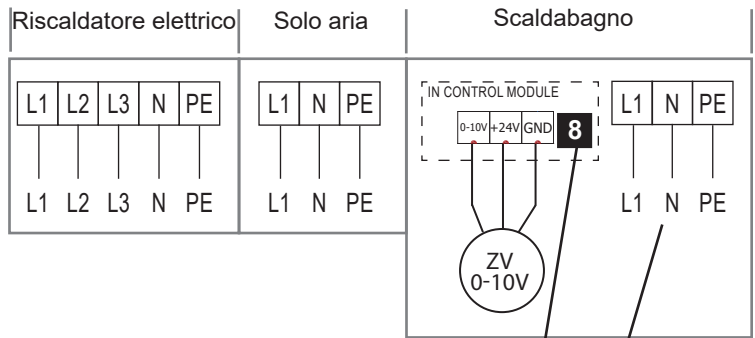 Riscaldatore elettrico
Solo aria
Scaldabagno
L1 L2 L3 N PE
L1 L2 L3 N PE
L1 N PE
L1 N PE
IN CONTROL MODULE
0-10V +24V GND 8
ZV
0-10V
L1 N PE
L1 N PE